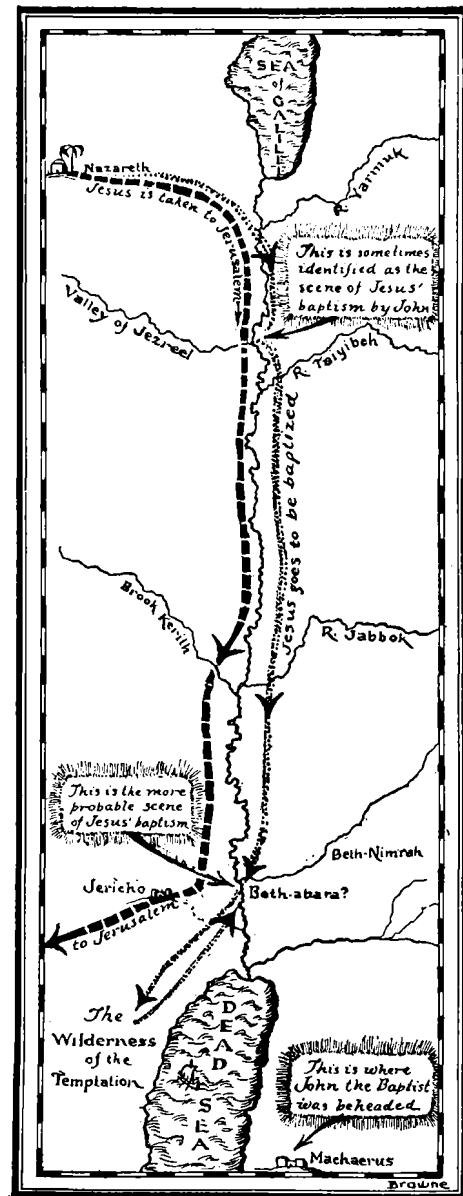 SEA
of
GALILEE
Nazareth
Jesus is taken to Jerusalem
R. Yarmuk
This is sometimes
identified as the
scene of Jesus'
baptism by John
Valley of Jezreel
R. Taiyibeh
Jesus goes to be baptized
Brook Kerith
R. Jabbok
This is the more
probable scene
of Jesus' baptism
Beth-Nimrah
Jericho
Beth-abara?
to Jerusalem
The
Wilderness
of the
Temptation
DEAD
SEA
This is where
John the Baptist
was beheaded
Machaerus
Browne